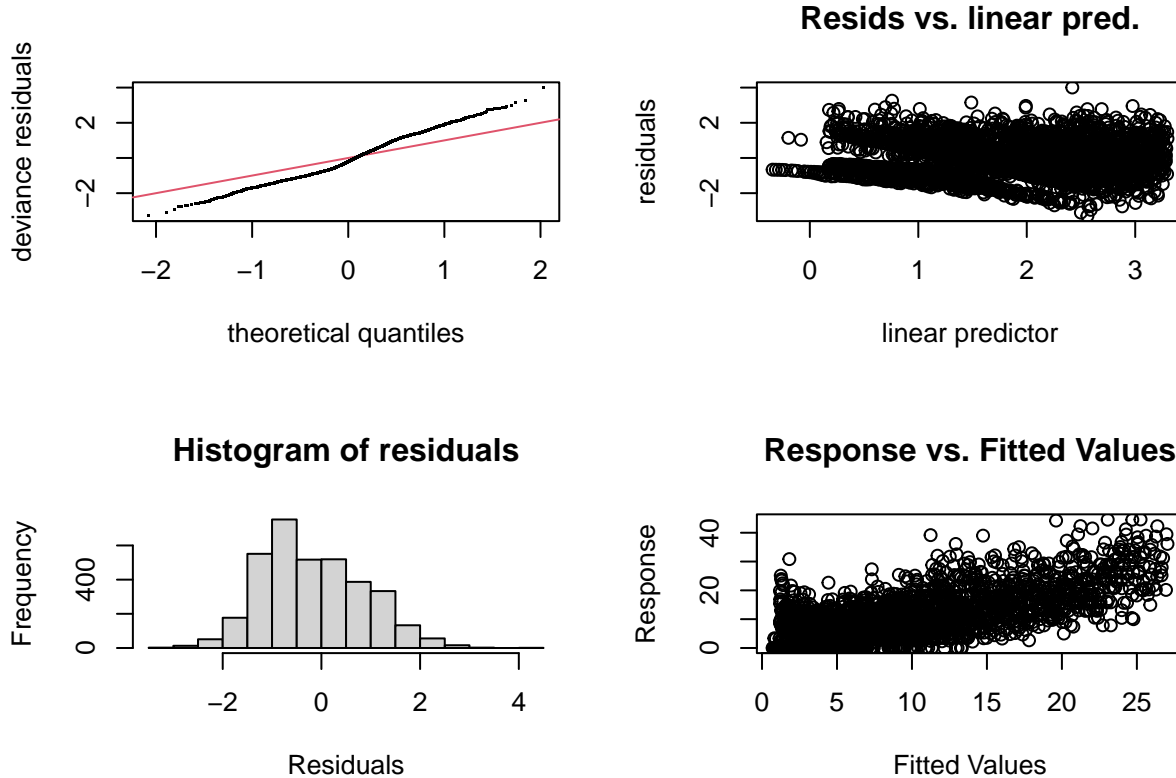 deviance residuals
2
−2
−2 −1 0 1 2
theoretical quantiles
Resids vs. linear pred.
residuals
2
−2
0 1 2 3
linear predictor
Histogram of residuals
Frequency
400
0
−2 0 2 4
Residuals
Response vs. Fitted Values
Response
40
20
0
0 5 10 15 20 25
Fitted Values